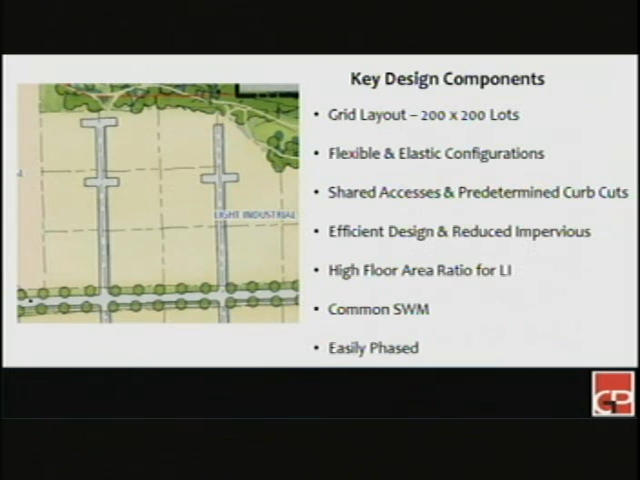 Key Design Components
• Grid Layout – 200 x 200 Lots
• Flexible & Elastic Configurations
• Shared Accesses & Predetermined Curb Cuts
LIGHT INDUSTRIAL
• Efficient Design & Reduced Impervious
• High Floor Area Ratio for LI
• Common SWM
• Easily Phased
GP